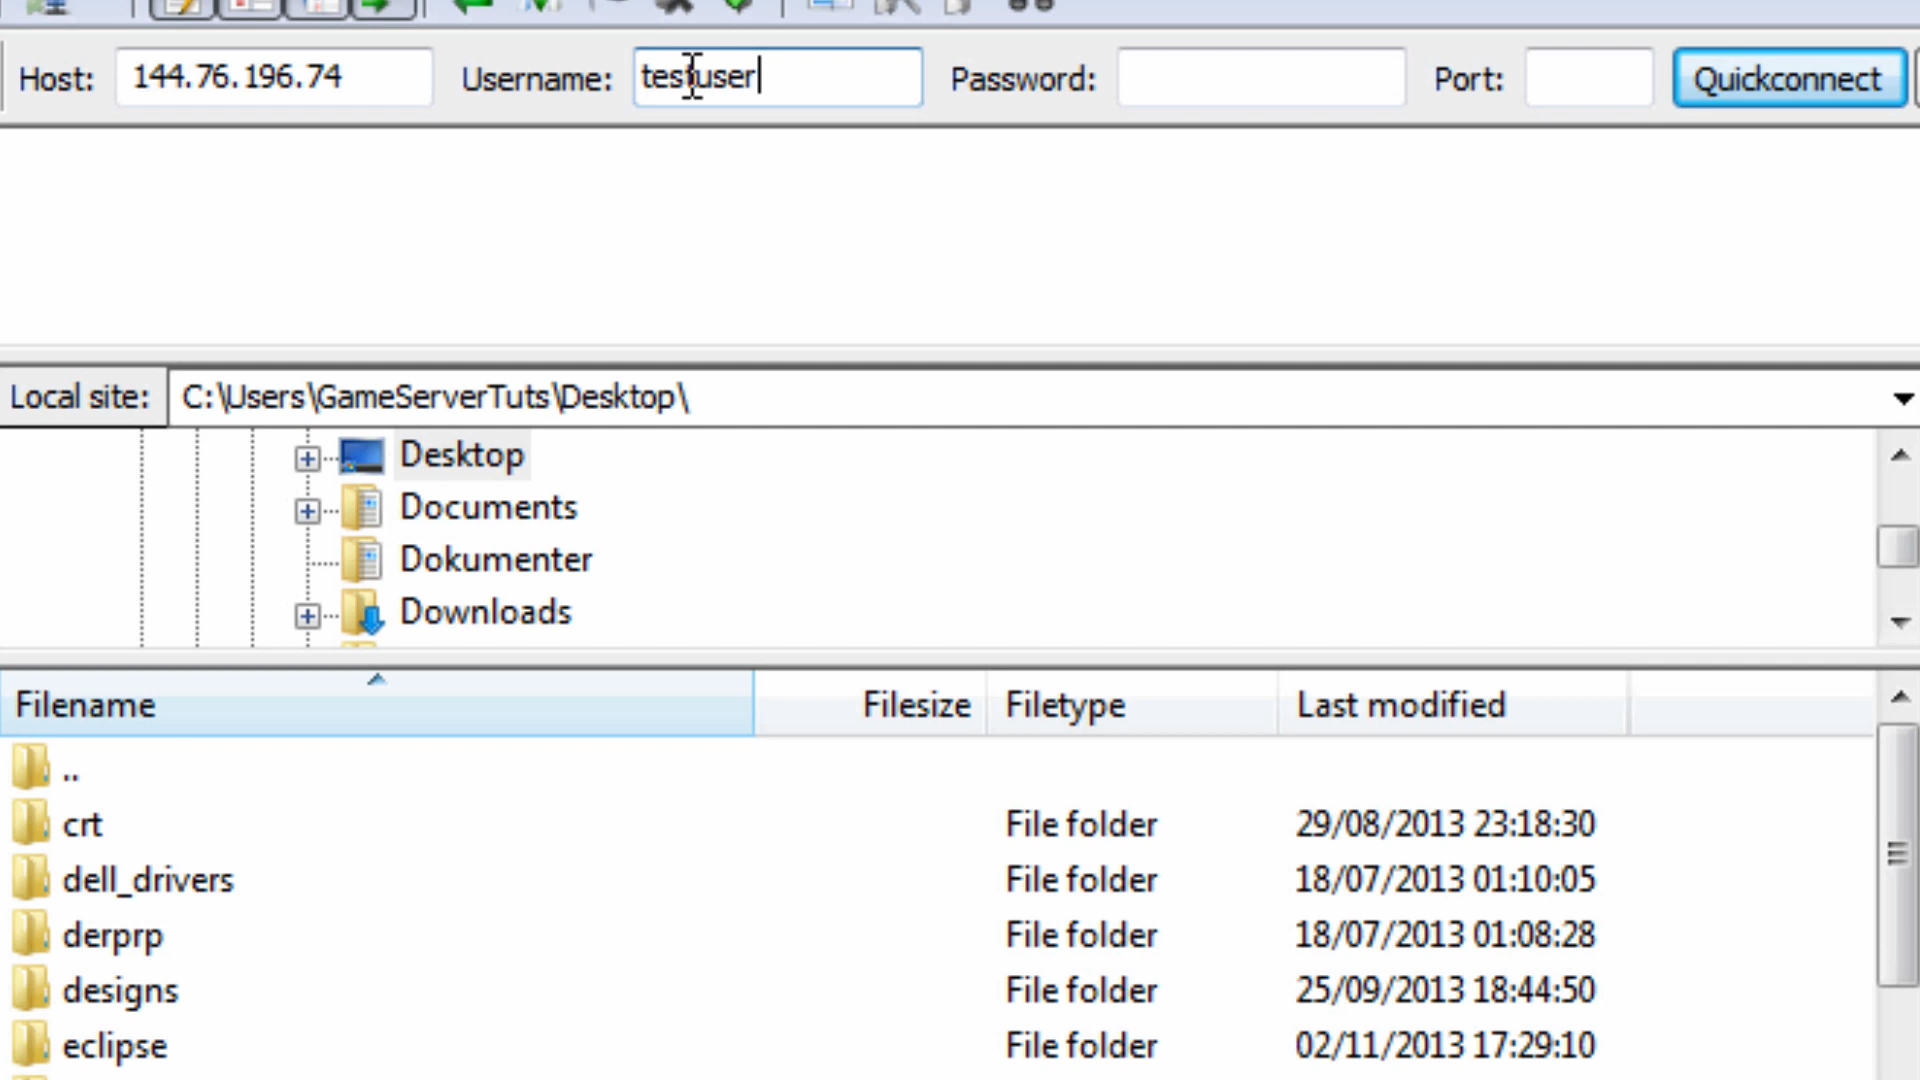 Host: 144.76.196.74 Username: testuser Password: Port: Quickconnect
Local site: C:\Users\GameServerTuts\Desktop\
Desktop
Documents
Dokumenter
Downloads
Filename Filesize Filetype Last modified
..
crt File folder 29/08/2013 23:18:30
dell_drivers File folder 18/07/2013 01:10:05
derprp File folder 18/07/2013 01:08:28
designs File folder 25/09/2013 18:44:50
eclipse File folder 02/11/2013 17:29:10